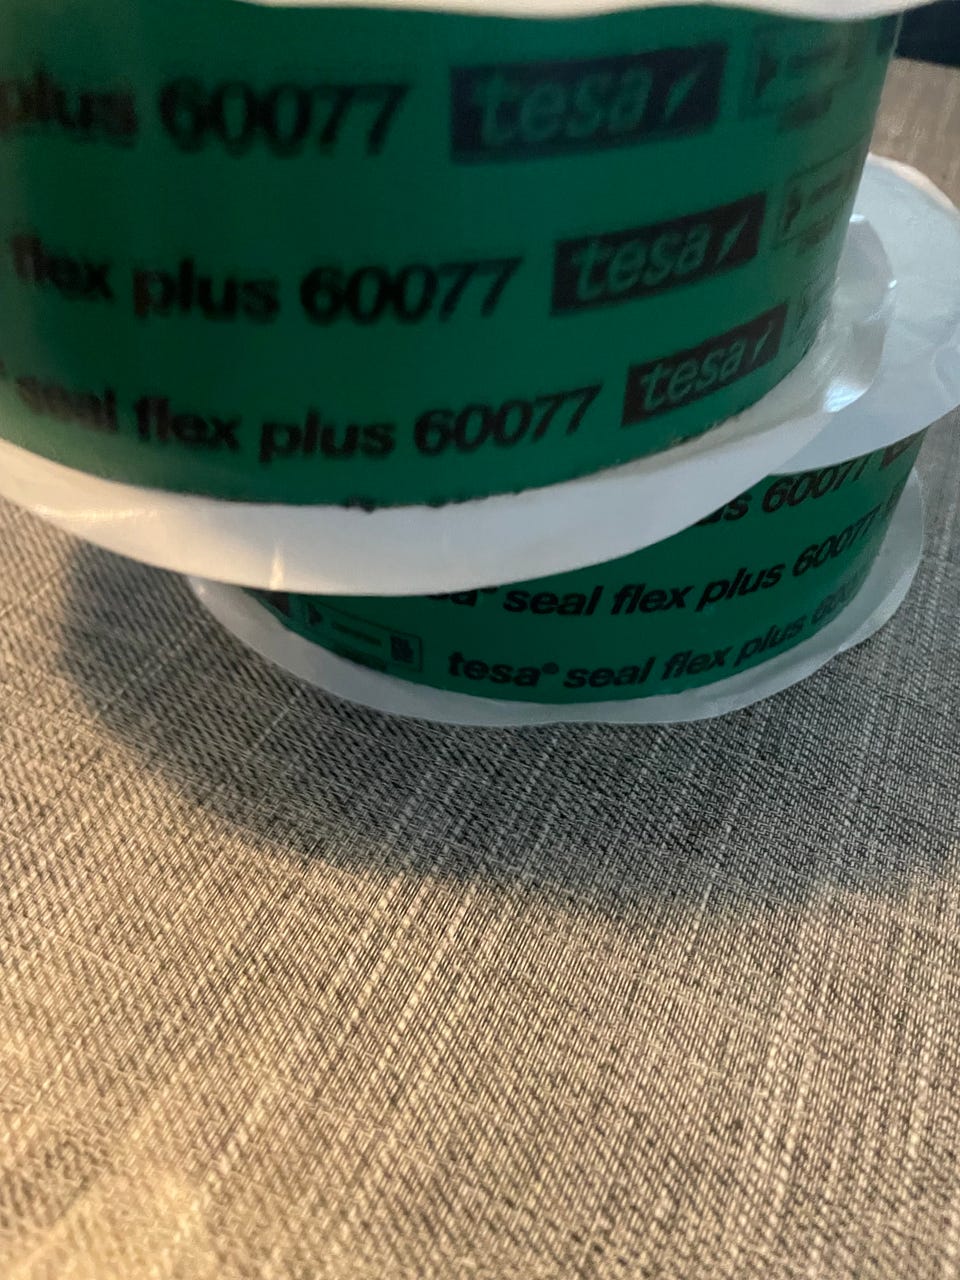 plus 60077 tesa
flex plus 60077 tesa
seal flex plus 60077 tesa
plus 60077
seal flex plus 60077
tesa® seal flex plus